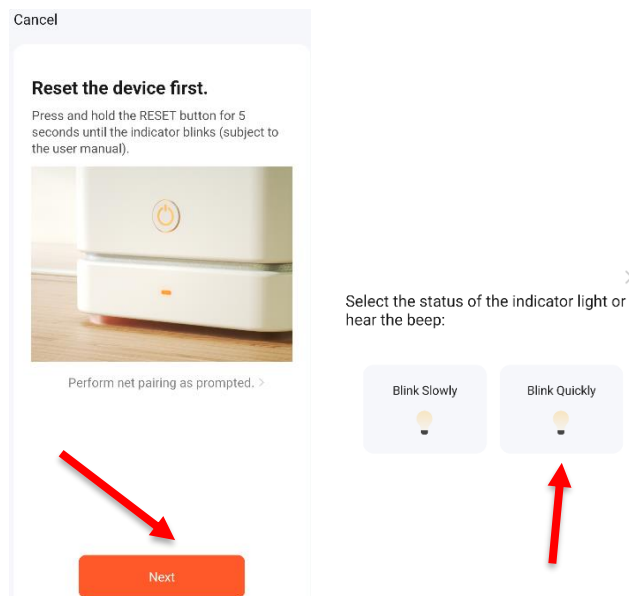 Cancel
Reset the device first.
Press and hold the RESET button for 5
seconds until the indicator blinks (subject to
the user manual).
Perform net pairing as prompted. >
Next
Select the status of the indicator light or
hear the beep:
Blink Slowly
Blink Quickly